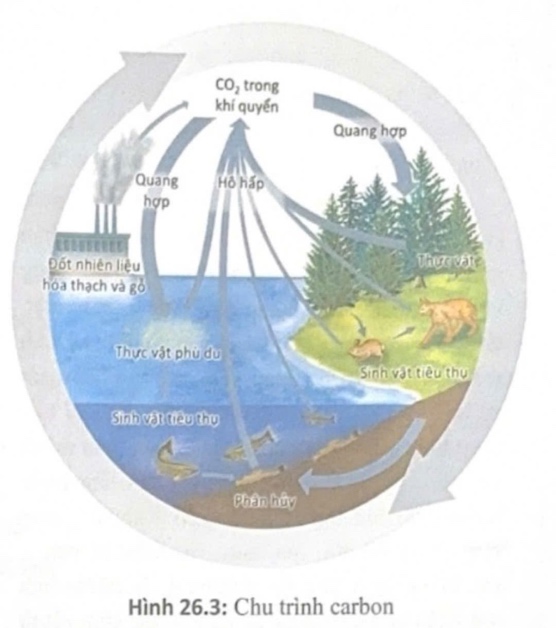 CO₂ trong
khí quyển
Quang hợp
Quang
hợp
Hô hấp
Đốt nhiên liệu
hóa thạch và gỗ
Thực vật
Thực vật phù du
Sinh vật tiêu thụ
Sinh vật tiêu thụ
Phân hủy
Hình 26.3: Chu trình carbon